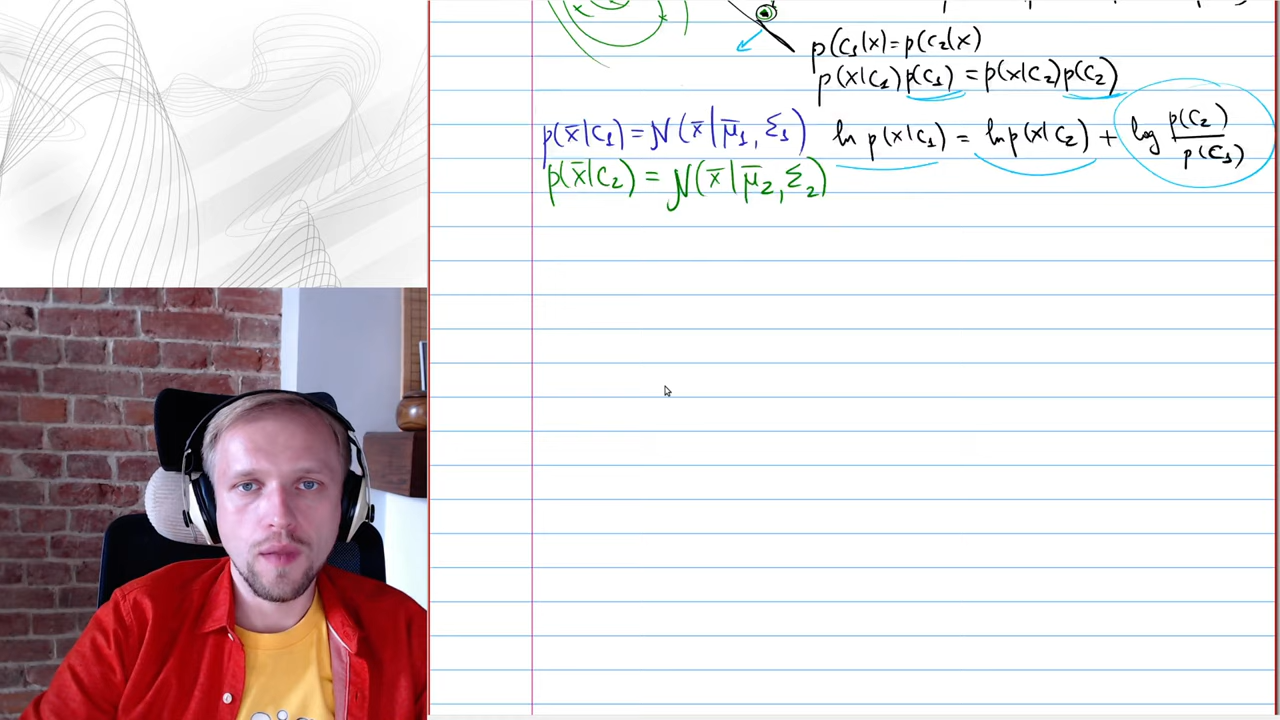 p(C₁|x)=p(C₂|x)
p(x|C₁)p(C₁)=p(x|C₂)p(C₂)
p(x̄|C₁)=N(x̄|μ̄₁,Σ₁) ln p(x|C₁) = ln p(x|C₂) + log p(C₂)/p(C₁)
p(x̄|C₂) = N(x̄|μ̄₂,Σ₂)